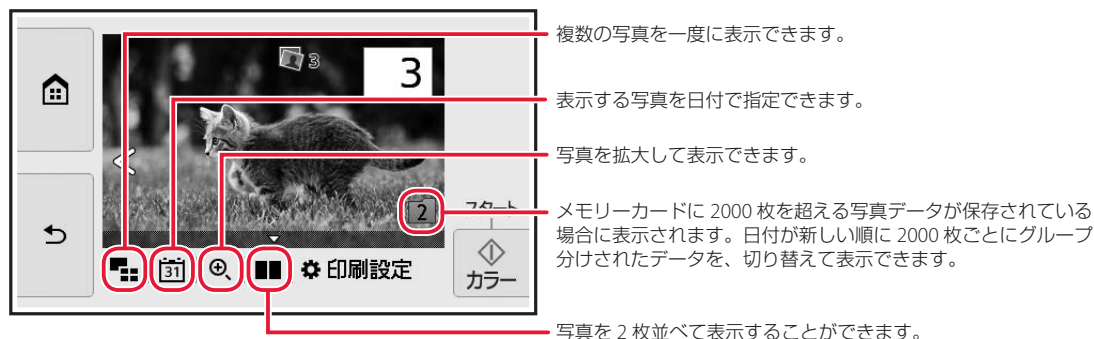 複数の写真を一度に表示できます。
3
3
表示する写真を日付で指定できます。
写真を拡大して表示できます。
2
スタート
メモリーカードに 2000 枚を超える写真データが保存されている
場合に表示されます。日付が新しい順に 2000 枚ごとにグループ
分けされたデータを、切り替えて表示できます。
31
印刷設定
カラー
写真を 2 枚並べて表示することができます。